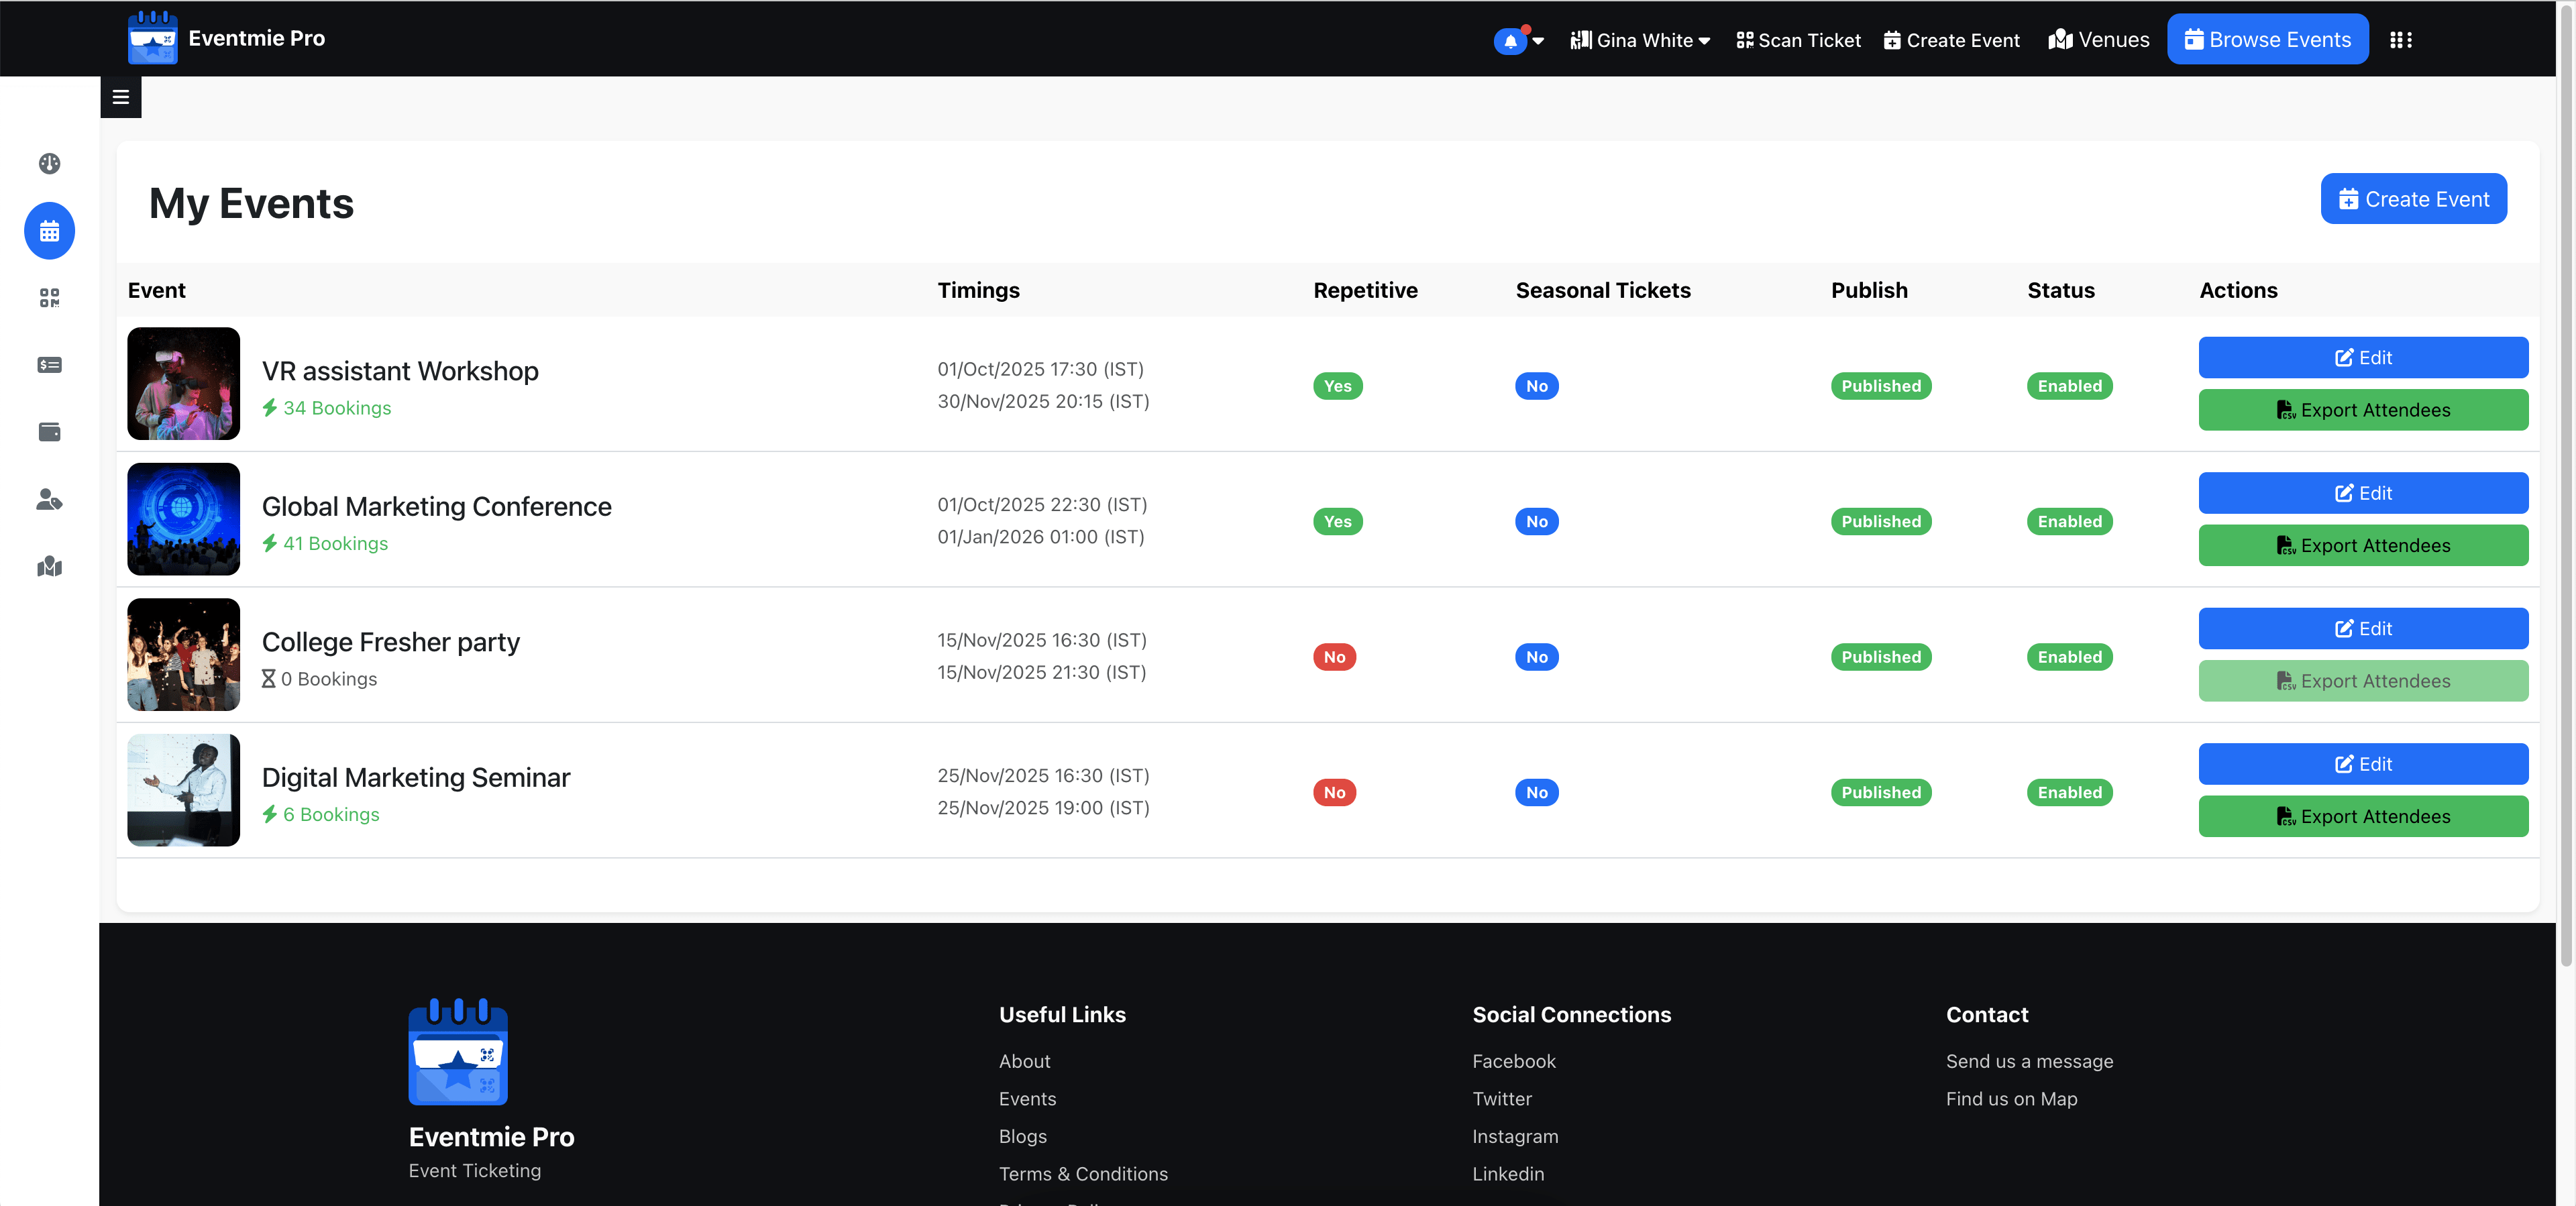 Eventmie Pro
Gina White
Scan Ticket
Create Event
Venues
Browse Events
My Events
Create Event
Event Timings Repetitive Seasonal Tickets Publish Status Actions
VR assistant Workshop
34 Bookings
01/Oct/2025 17:30 (IST)
30/Nov/2025 20:15 (IST)
Yes
No
Published
Enabled
Edit
CSV Export Attendees
Global Marketing Conference
41 Bookings
01/Oct/2025 22:30 (IST)
01/Jan/2026 01:00 (IST)
Yes
No
Published
Enabled
Edit
CSV Export Attendees
College Fresher party
0 Bookings
15/Nov/2025 16:30 (IST)
15/Nov/2025 21:30 (IST)
No
No
Published
Enabled
Edit
CSV Export Attendees
Digital Marketing Seminar
6 Bookings
25/Nov/2025 16:30 (IST)
25/Nov/2025 19:00 (IST)
No
No
Published
Enabled
Edit
CSV Export Attendees
Eventmie Pro
Event Ticketing
Useful Links
About
Events
Blogs
Terms & Conditions
Social Connections
Facebook
Twitter
Instagram
Linkedin
Contact
Send us a message
Find us on Map